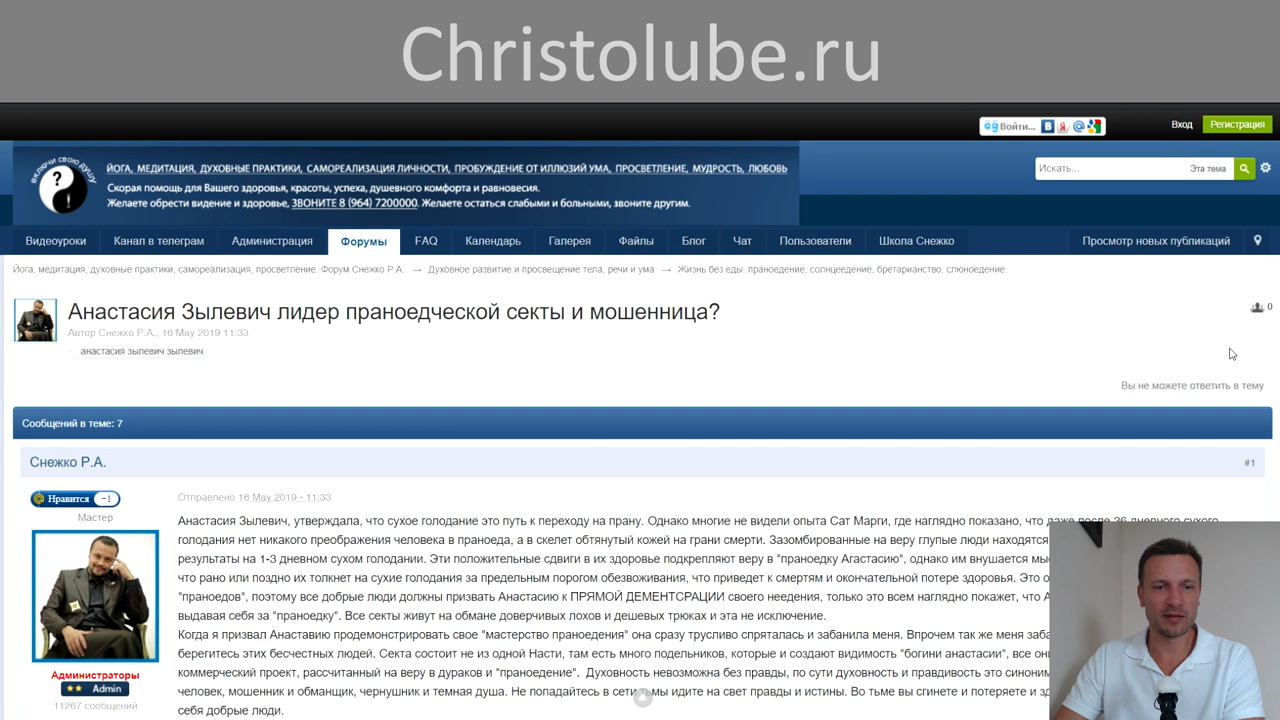 Christolube.ru
Войти...
Вход
Регистрация
ВКЛЮЧИ СВОЮ ДУШУ
ЙОГА, МЕДИТАЦИЯ, ДУХОВНЫЕ ПРАКТИКИ, САМОРЕАЛИЗАЦИЯ ЛИЧНОСТИ, ПРОБУЖДЕНИЕ ОТ ИЛЛЮЗИЙ УМА, ПРОСВЕТЛЕНИЕ, МУДРОСТЬ, ЛЮБОВЬ
Скорая помощь для Вашего здоровья, красоты, успеха, душевного комфорта и равновесия.
Желаете обрести видение и здоровье, ЗВОНИТЕ 8 (964) 7200000. Желаете остаться слабыми и больными, звоните другим.
Искать...
Эта тема
Видеоуроки Канал в телеграм Администрация Форумы FAQ Календарь Галерея Файлы Блог Чат Пользователи Школа Снежко Просмотр новых публикаций
Йога, медитация, духовные практики, самореализация, просветление. Форум Снежко Р.А. → Духовное развитие и просвещение тела, речи и ума → Жизнь без еды: праноедение, солнцеедение, бретарианство, слюноедение.
Анастасия Зылевич лидер праноедческой секты и мошенница?
0
Автор Снежко Р.А., 16 May 2019 11:33
анастасия зылевич зылевич
Вы не можете ответить в тему
Сообщений в теме: 7
Снежко Р.А.
#1
Нравится +1
Мастер
Отправлено 16 May 2019 - 11:33
Анастасия Зылевич, утверждала, что сухое голодание это путь к переходу на прану. Однако многие не видели опыта Сат Марги, где наглядно показано, что даже после 36 дневного сухого
голодания нет никакого преображения человека в праноеда, а в скелет обтянутый кожей на грани смерти. Зазомбированные на веру глупые люди находятся
результаты на 1-3 дневном сухом голодании. Эти положительные сдвиги в их здоровье подкрепляют веру в "праноедку Агастасию", однако им внушается
что рано или поздно их толкнет на сухие голодания за предельным порогом обезвоживания, что приведет к смертям и окончательной потере здоровья. Это
"праноедов", поэтому все добрые люди должны призвать Анастасию к ПРЯМОЙ ДЕМЕНТСРАЦИИ своего неедения, только это всем наглядно покажет, что
выдавая себя за "праноедку". Все секты живут на обмане доверчивых лохов и дешевых трюках и эта не исключение.
Когда я призвал Анаставию продемонстрировать свое "мастерство праноедения" она сразу трусливо спряталась и забанила меня. Впрочем так же меня
берегитесь этих бесчестных людей. Секта состоит не из одной Насти, там есть много подельников, которые и создают видимость "богини анастасии", все
коммерческий проект, рассчитанный на веру в дураков и "праноедение". Духовность невозможна без правды, по сути духовность и правдивость это
человек, мошенник и обманщик, чернушник и темная душа. Не попадайтесь в сети идите на свет правды и истины. Во тьме вы сгинете и потеряете и
себя добрые люди.
Администраторы
Admin
11267 сообщений